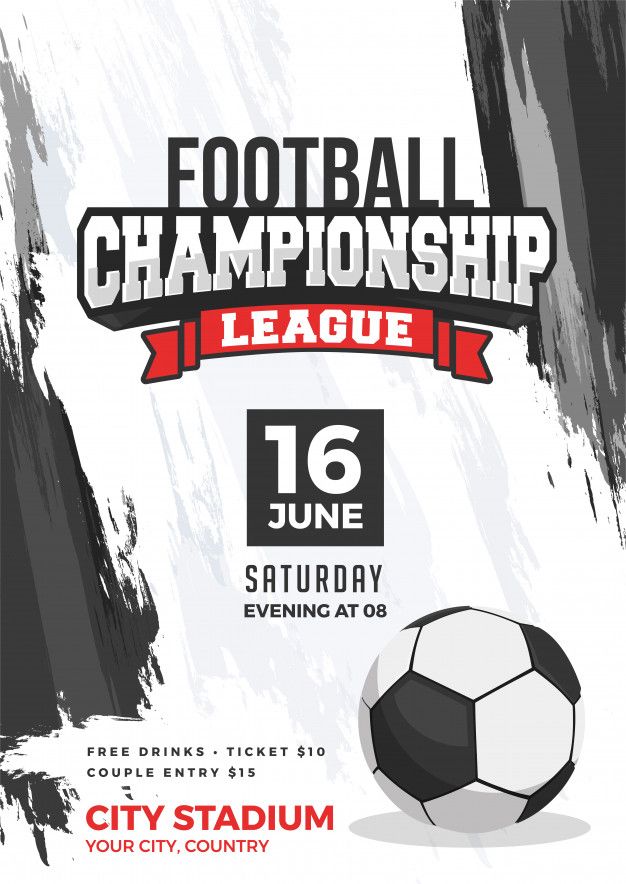 FOOTBALL
CHAMPIONSHIP
LEAGUE
16
JUNE
SATURDAY
EVENING AT 08
FREE DRINKS • TICKET $10
COUPLE ENTRY $15
CITY STADIUM
YOUR CITY, COUNTRY